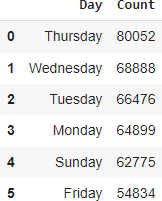 Day Count
0 Thursday 80052
1 Wednesday 68888
2 Tuesday 66476
3 Monday 64899
4 Sunday 62775
5 Friday 54834